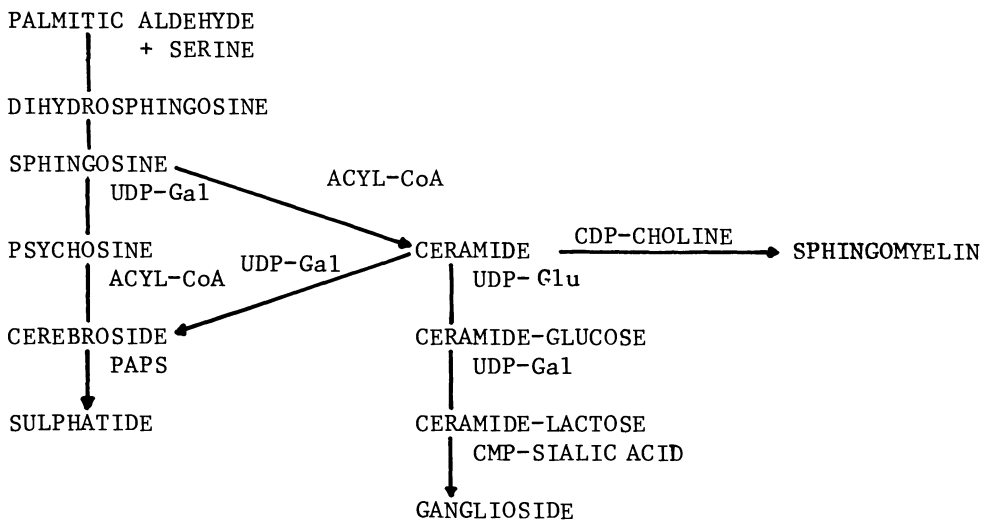 PALMITIC ALDEHYDE
+ SERINE
DIHYDROSPHINGOSINE
SPHINGOSINE
UDP-Gal
ACYL-CoA
PSYCHOSINE
ACYL-CoA
UDP-Gal
CERAMIDE
UDP-Glu
CDP-CHOLINE
SPHINGOMYELIN
CEREBROSIDE
PAPS
CERAMIDE-GLUCOSE
UDP-Gal
SULPHATIDE
CERAMIDE-LACTOSE
CMP-SIALIC ACID
GANGLIOSIDE